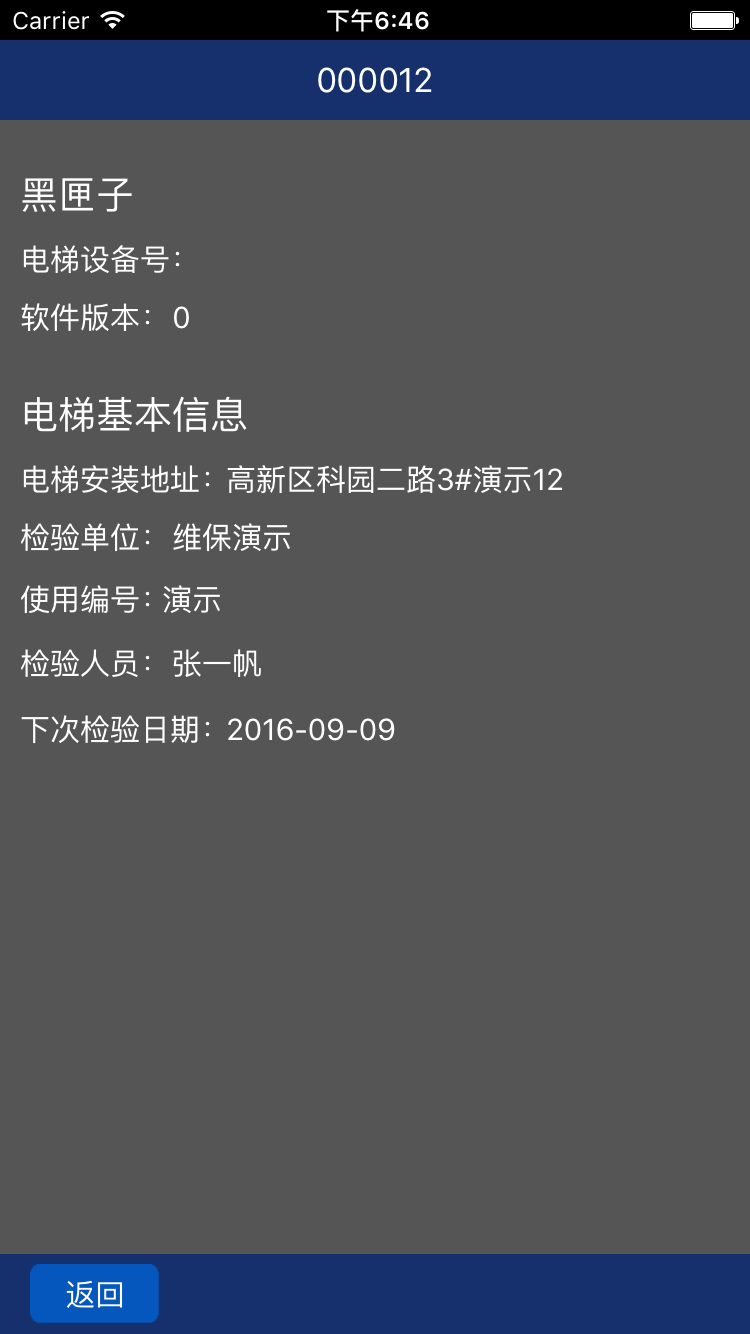 Carrier 下午6:46
000012
黑匣子
电梯设备号：
软件版本： 0
电梯基本信息
电梯安装地址：高新区科园二路3#演示12
检验单位： 维保演示
使用编号：演示
检验人员： 张一帆
下次检验日期：2016-09-09
返回